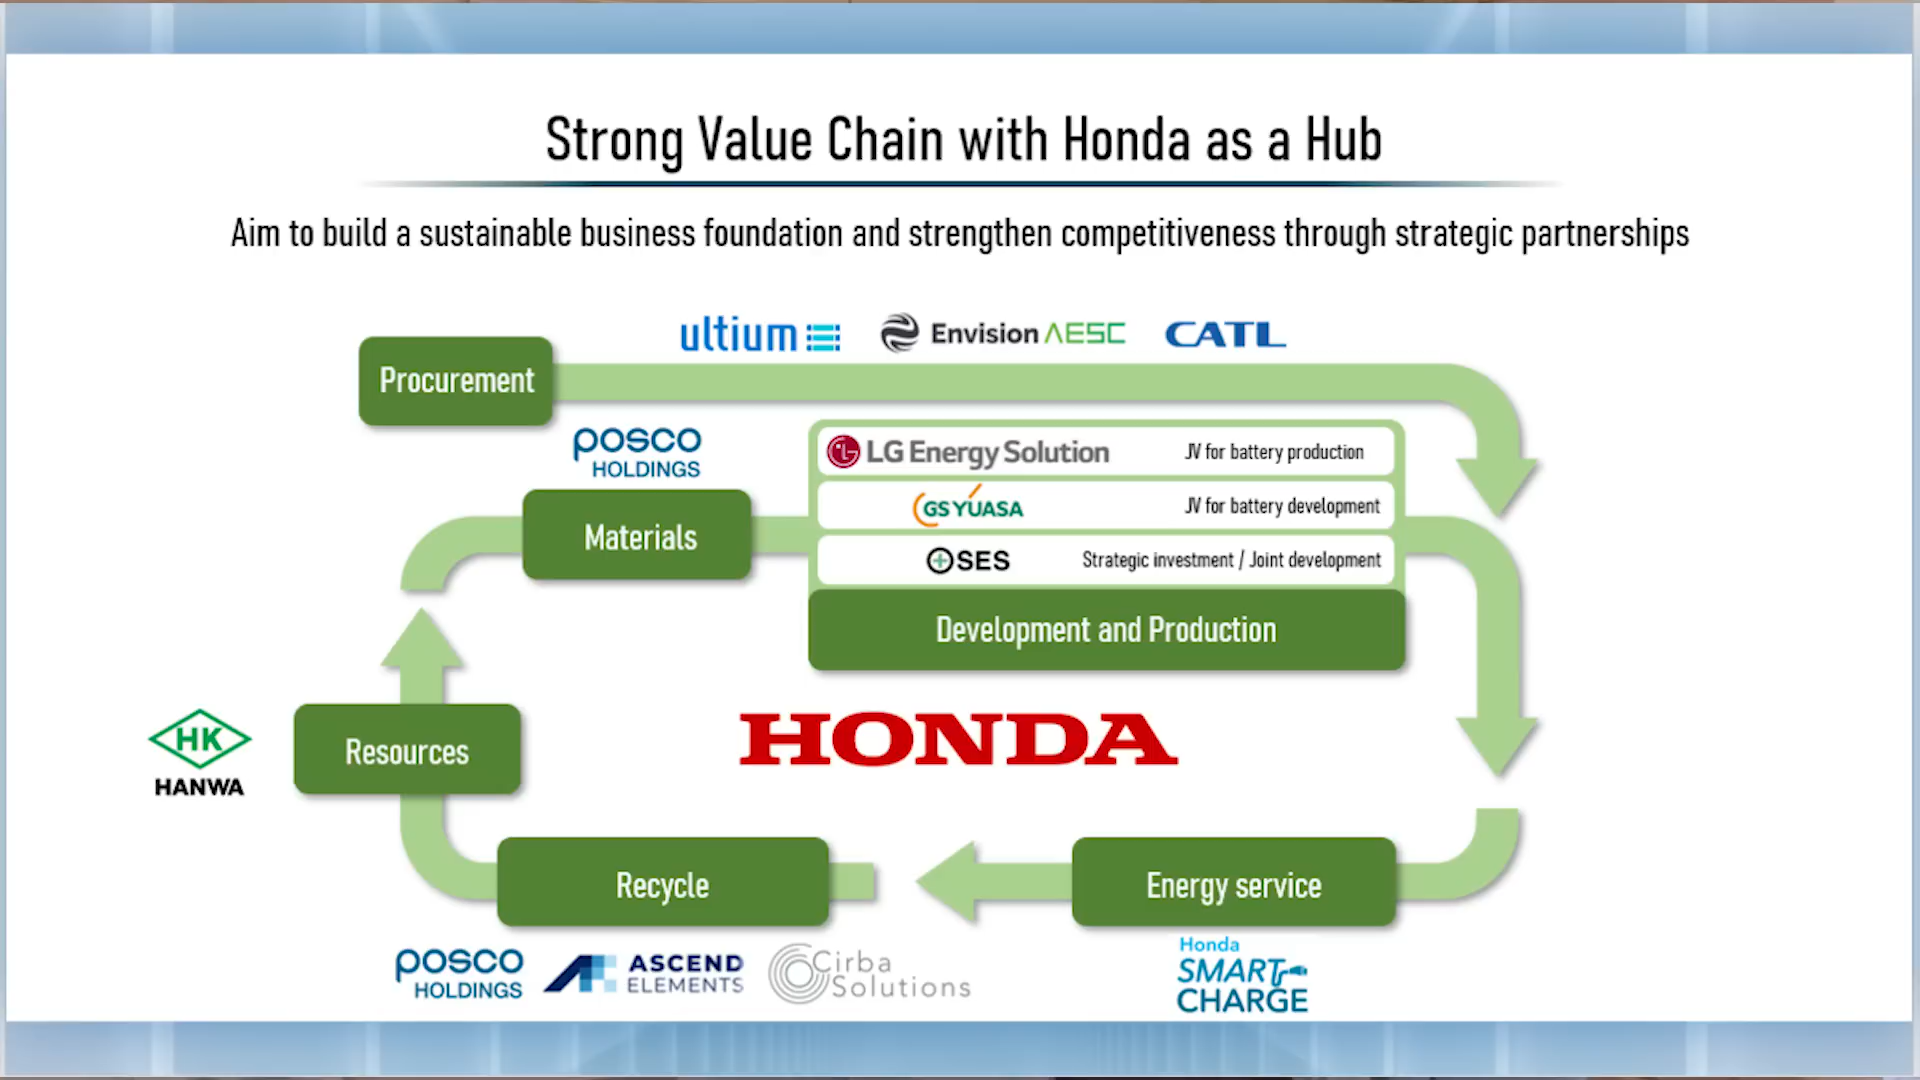 Strong Value Chain with Honda as a Hub
Aim to build a sustainable business foundation and strengthen competitiveness through strategic partnerships
ultium
Envision AESC
CATL
Procurement
posco
HOLDINGS
LG
LG Energy Solution
JV for battery production
GS YUASA
JV for battery development
Materials
SES
Strategic investment / Joint development
Development and Production
HK
HANWA
Resources
HONDA
Recycle
Energy service
posco
HOLDINGS
ASCEND
ELEMENTS
Cirba
Solutions
Honda
SMART
CHARGE